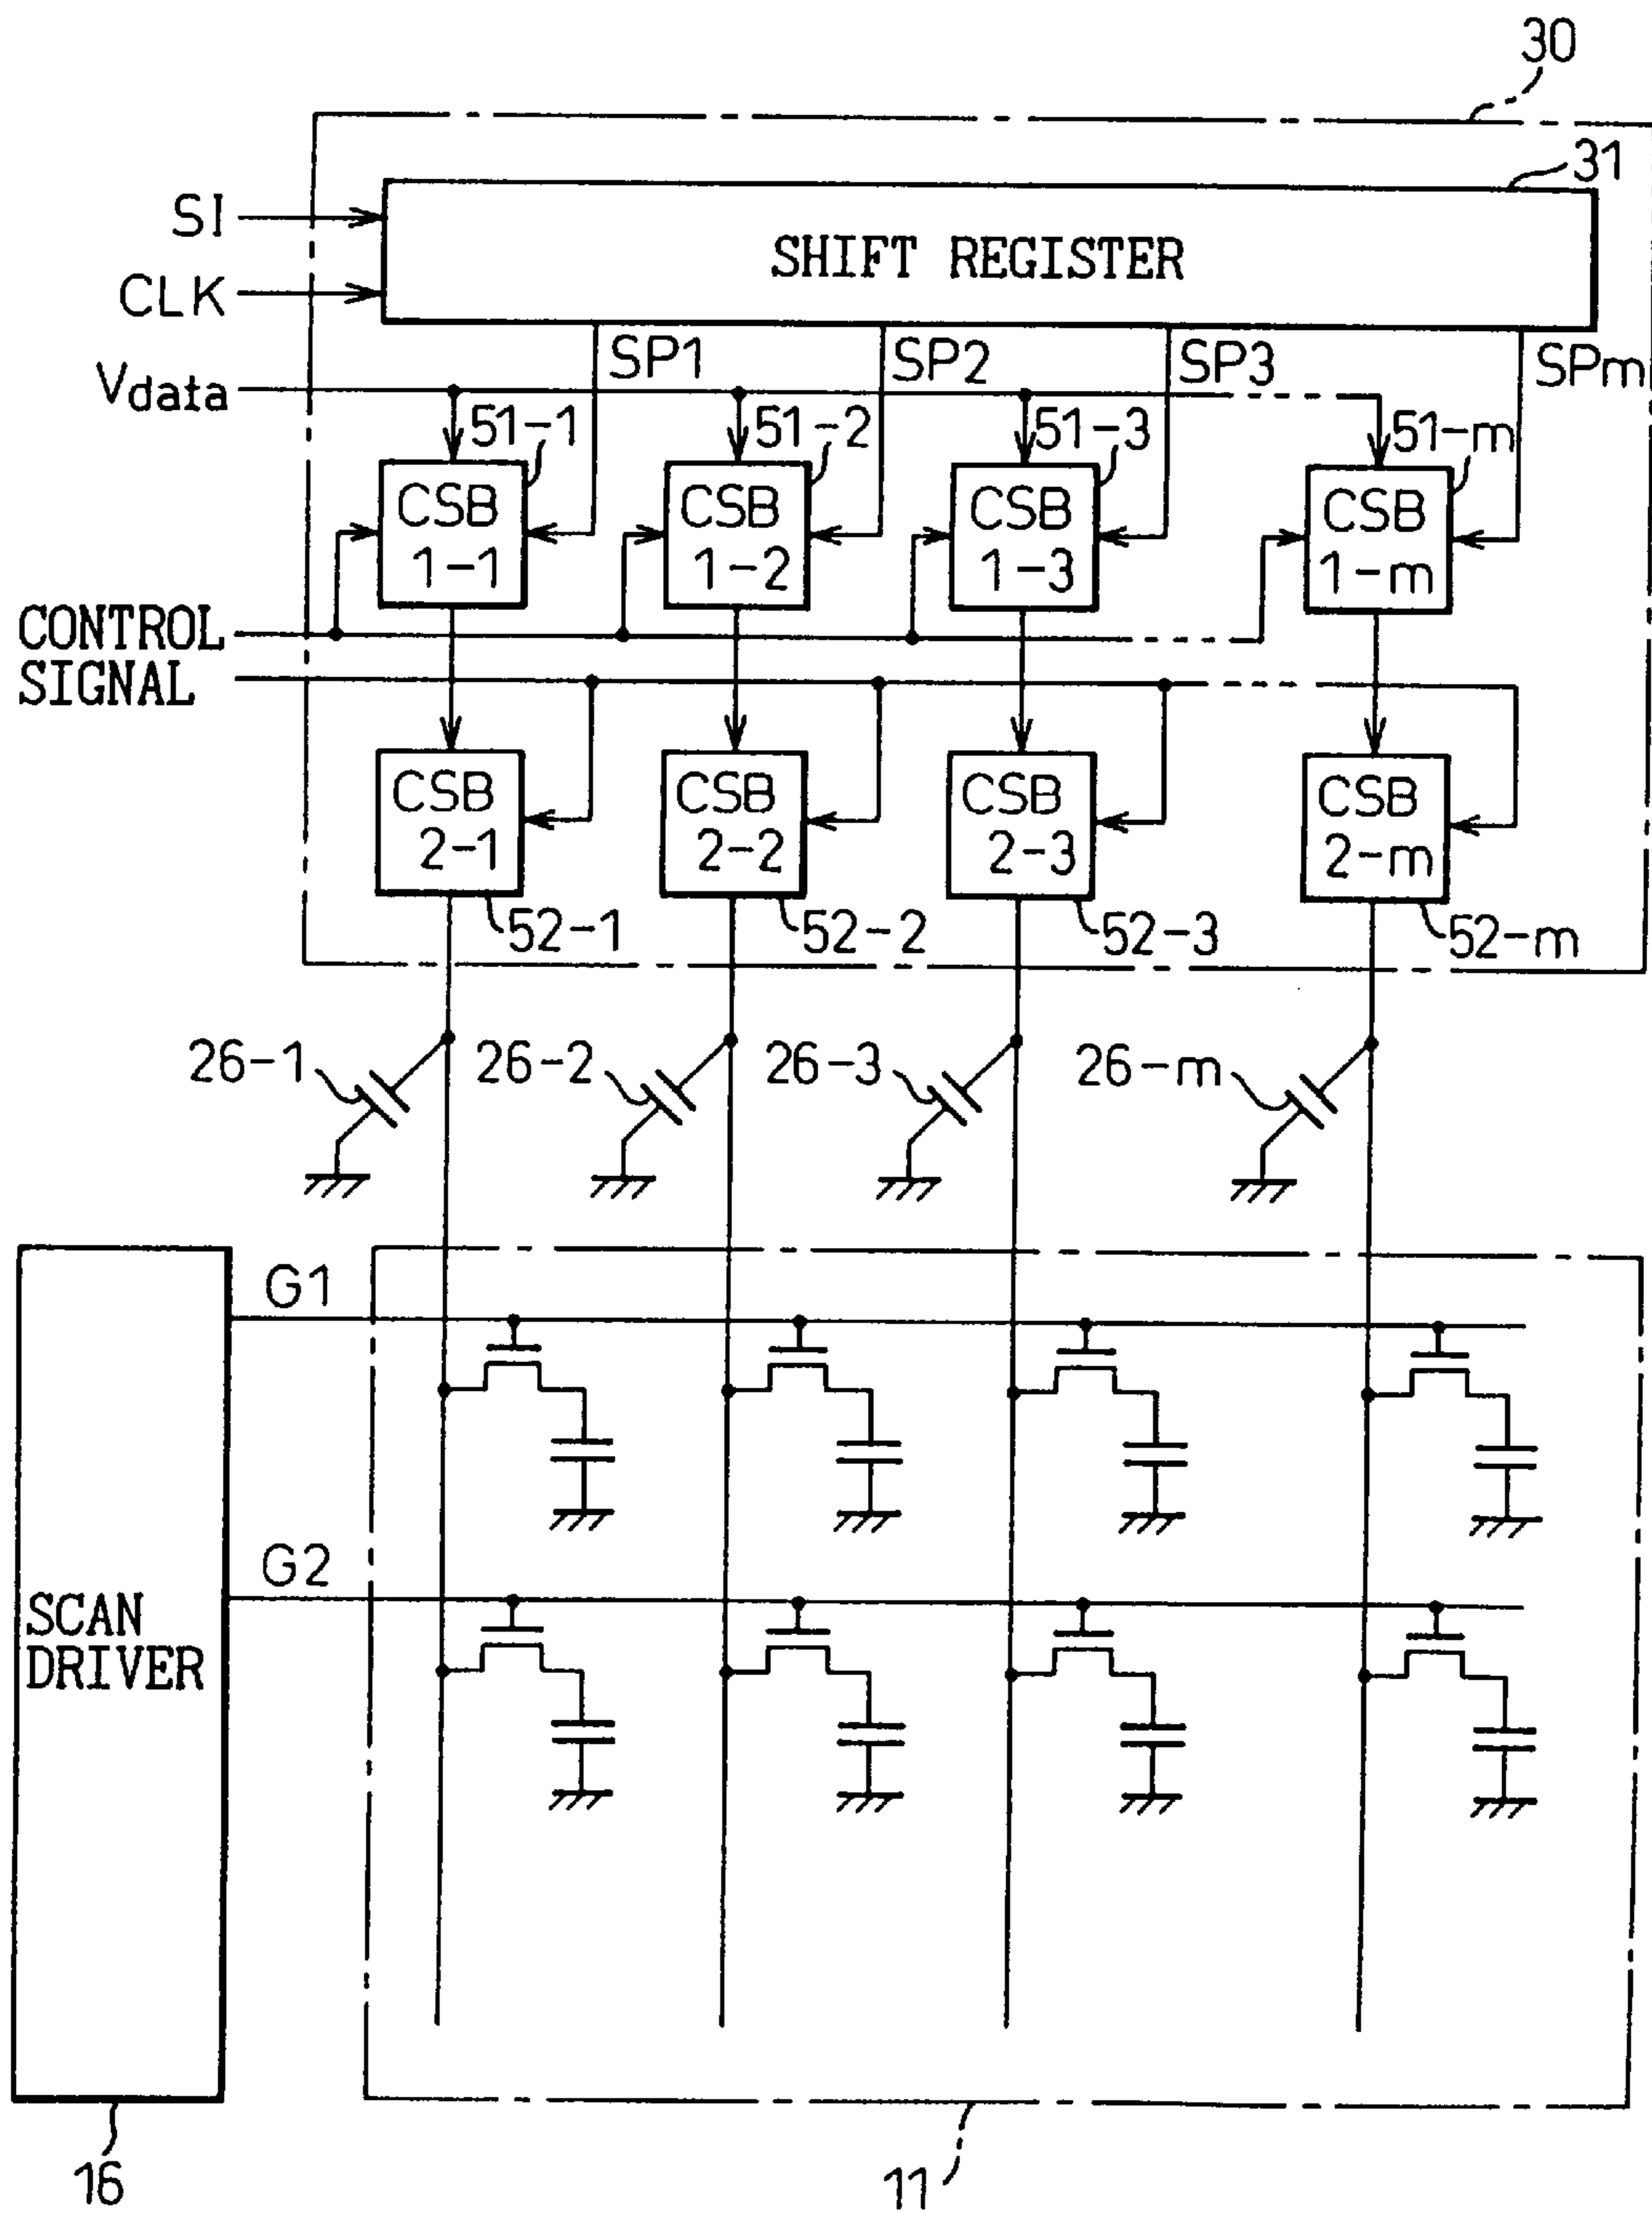 30
31
SI
SHIFT REGISTER
CLK
SP1 SP2 SP3 SPm
Vdata
51-1 51-2 51-3 51-m
CSB 1-1
CSB 1-2
CSB 1-3
CSB 1-m
CONTROL
SIGNAL
CSB 2-1
CSB 2-2
CSB 2-3
CSB 2-m
52-1 52-2 52-3 52-m
26-1 26-2 26-3 26-m
G1
G2
SCAN
DRIVER
16
11